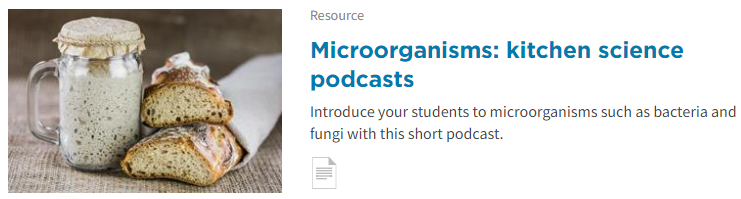 Resource
Microorganisms: kitchen science
podcasts
Introduce your students to microorganisms such as bacteria and
fungi with this short podcast.